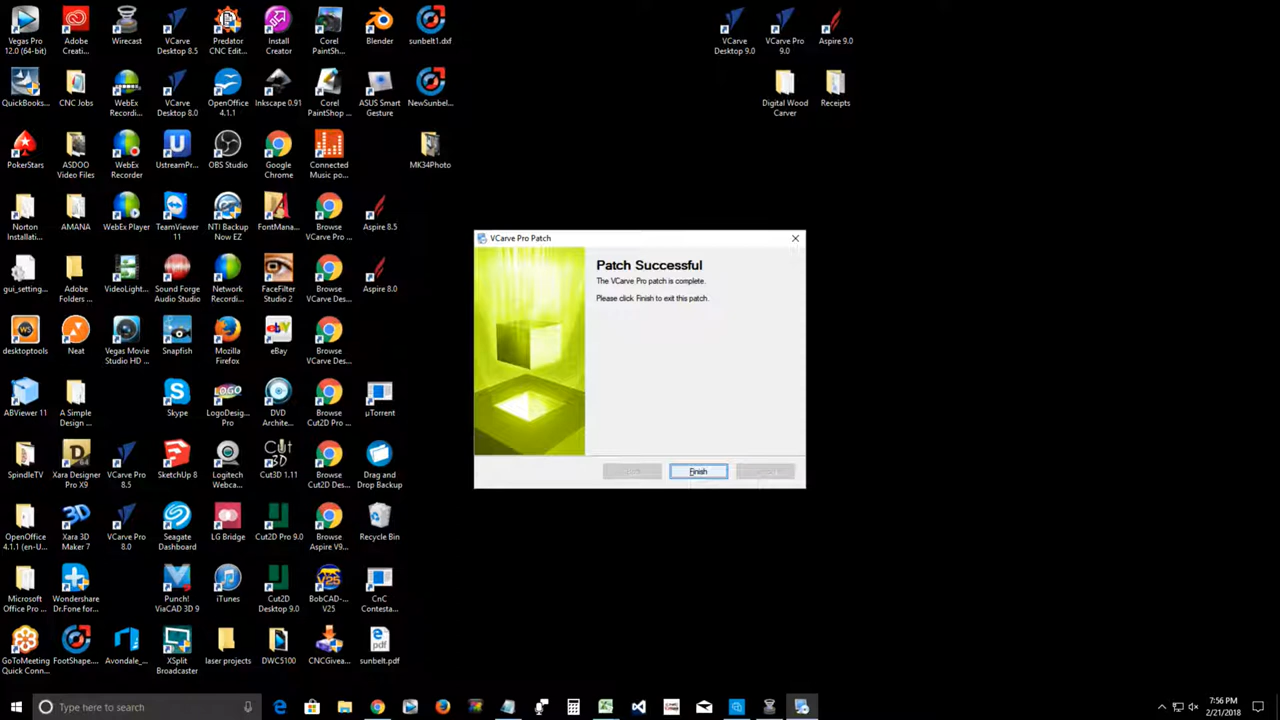 Vegas Pro 12.0 (64-bit)
Adobe Creati...
Wirecast
VCarve Desktop 8.5
Predator CNC Edit...
Install Creator
Corel PaintSh...
Blender
sunbelt1.dxf
VCarve Desktop 9.0
VCarve Pro 9.0
Aspire 9.0
QuickBooks...
CNC Jobs
WebEx Recordi...
VCarve Desktop 8.0
OpenOffice 4.1.1
Inkscape 0.91
Corel PaintShop ...
ASUS Smart Gesture
NewSunbel...
Digital Wood Carver
Receipts
PokerStars
ASDOO Video Files
WebEx Recorder
UstreamPr...
OBS Studio
Google Chrome
Connected Music po...
MK34Photo
Norton Installati...
AMANA
WebEx Player
TeamViewer 11
NTI Backup Now EZ
FontMana...
Browse VCarve Pro ...
Aspire 8.5
VCarve Pro Patch
Patch Successful
The VCarve Pro patch is complete.
Please click Finish to exit this patch.
gui_setting...
Adobe Folders ...
VideoLight...
Sound Forge Audio Studio
Network Recordi...
FaceFilter Studio 2
Browse VCarve Des...
Aspire 8.0
desktoptools
Neat
Vegas Movie Studio HD ...
Snapfish
Mozilla Firefox
eBay
Browse VCarve Des...
ABViewer 11
A Simple Design ...
Skype
LogoDesig... Pro
DVD Archite...
Browse Cut2D Pro ...
µTorrent
SpindleTV
Xara Designer Pro X9
VCarve Pro 8.5
SketchUp 8
Logitech Webca...
Cut3D 1.11
Browse Cut2D Des...
Drag and Drop Backup
Finish
OpenOffice 4.1.1 (en-U...
Xara 3D Maker 7
VCarve Pro 8.0
Seagate Dashboard
LG Bridge
Cut2D Pro 9.0
Browse Aspire V9...
Recycle Bin
Microsoft Office Pro ...
Wondershare Dr.Fone for...
Punch! ViaCAD 3D 9
iTunes
Cut2D Desktop 9.0
BobCAD-... V25
CnC Contesta...
GoToMeeting Quick Conn...
FootShape....
Avondale_...
XSplit Broadcaster
laser projects
DWC5100
CNCGivea...
sunbelt.pdf
Type here to search
7:56 PM
2/21/2018